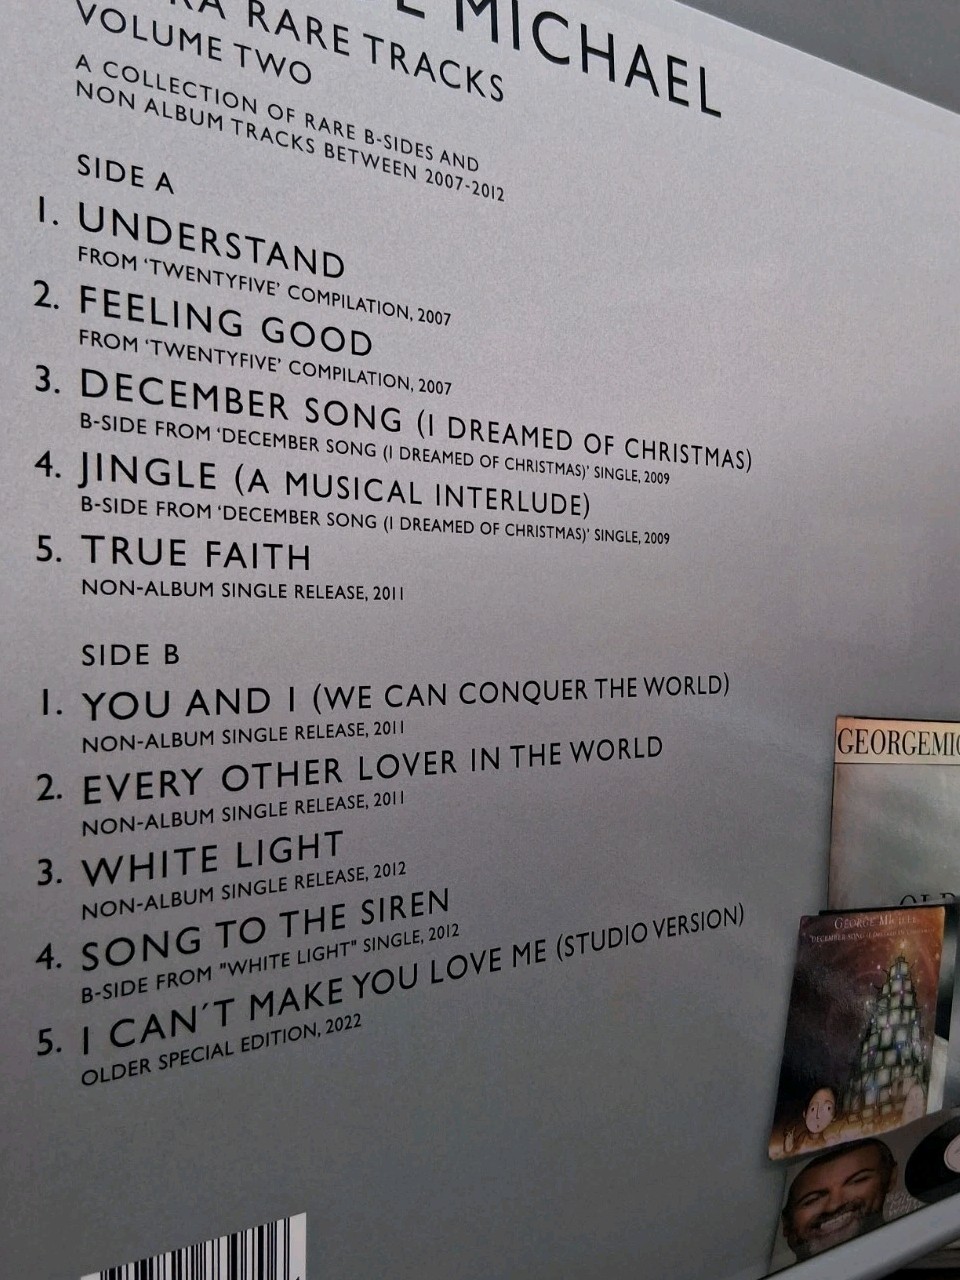 MICHAEL
RARE TRACKS
VOLUME TWO
A COLLECTION OF RARE B-SIDES AND
NON ALBUM TRACKS BETWEEN 2007-2012
SIDE A
1. UNDERSTAND
FROM 'TWENTYFIVE' COMPILATION, 2007
2. FEELING GOOD
FROM 'TWENTYFIVE' COMPILATION, 2007
3. DECEMBER SONG (I DREAMED OF CHRISTMAS)
B-SIDE FROM 'DECEMBER SONG (I DREAMED OF CHRISTMAS)' SINGLE, 2009
4. JINGLE (A MUSICAL INTERLUDE)
B-SIDE FROM 'DECEMBER SONG (I DREAMED OF CHRISTMAS)' SINGLE, 2009
5. TRUE FAITH
NON-ALBUM SINGLE RELEASE, 2011
SIDE B
1. YOU AND I (WE CAN CONQUER THE WORLD)
NON-ALBUM SINGLE RELEASE, 2011
2. EVERY OTHER LOVER IN THE WORLD
NON-ALBUM SINGLE RELEASE, 2011
3. WHITE LIGHT
NON-ALBUM SINGLE RELEASE, 2012
4. SONG TO THE SIREN
B-SIDE FROM "WHITE LIGHT" SINGLE, 2012
5. I CAN´T MAKE YOU LOVE ME (STUDIO VERSION)
OLDER SPECIAL EDITION, 2022
GEORGEMIC
GEORGE MICHAEL
"DECEMBER SONG (I DREAMED OF CHRISTMAS)"